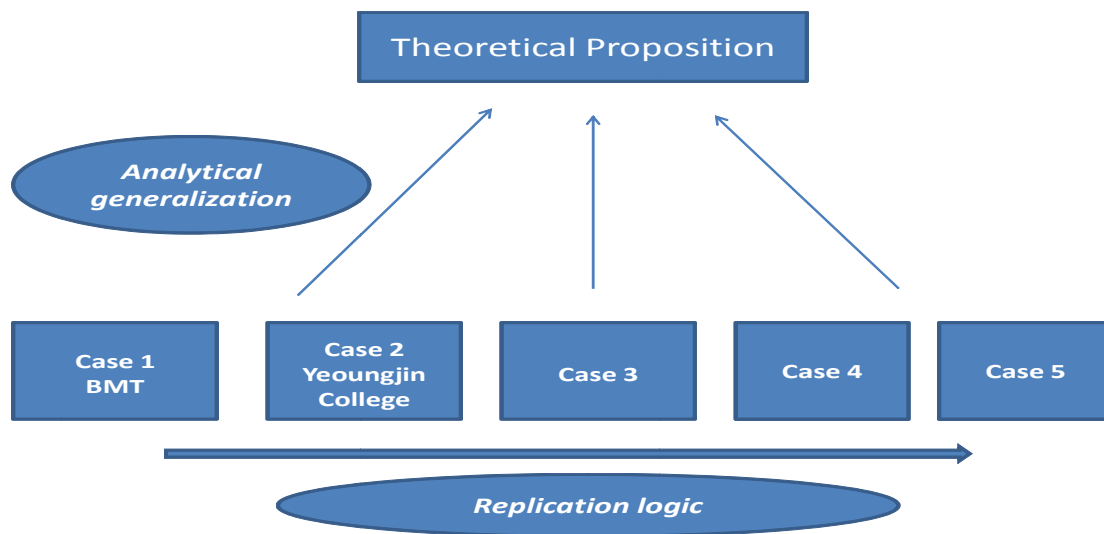 Theoretical Proposition
Analytical
generalization
Case 1
BMT
Case 2
Yeoungjin
College
Case 3
Case 4
Case 5
Replication logic